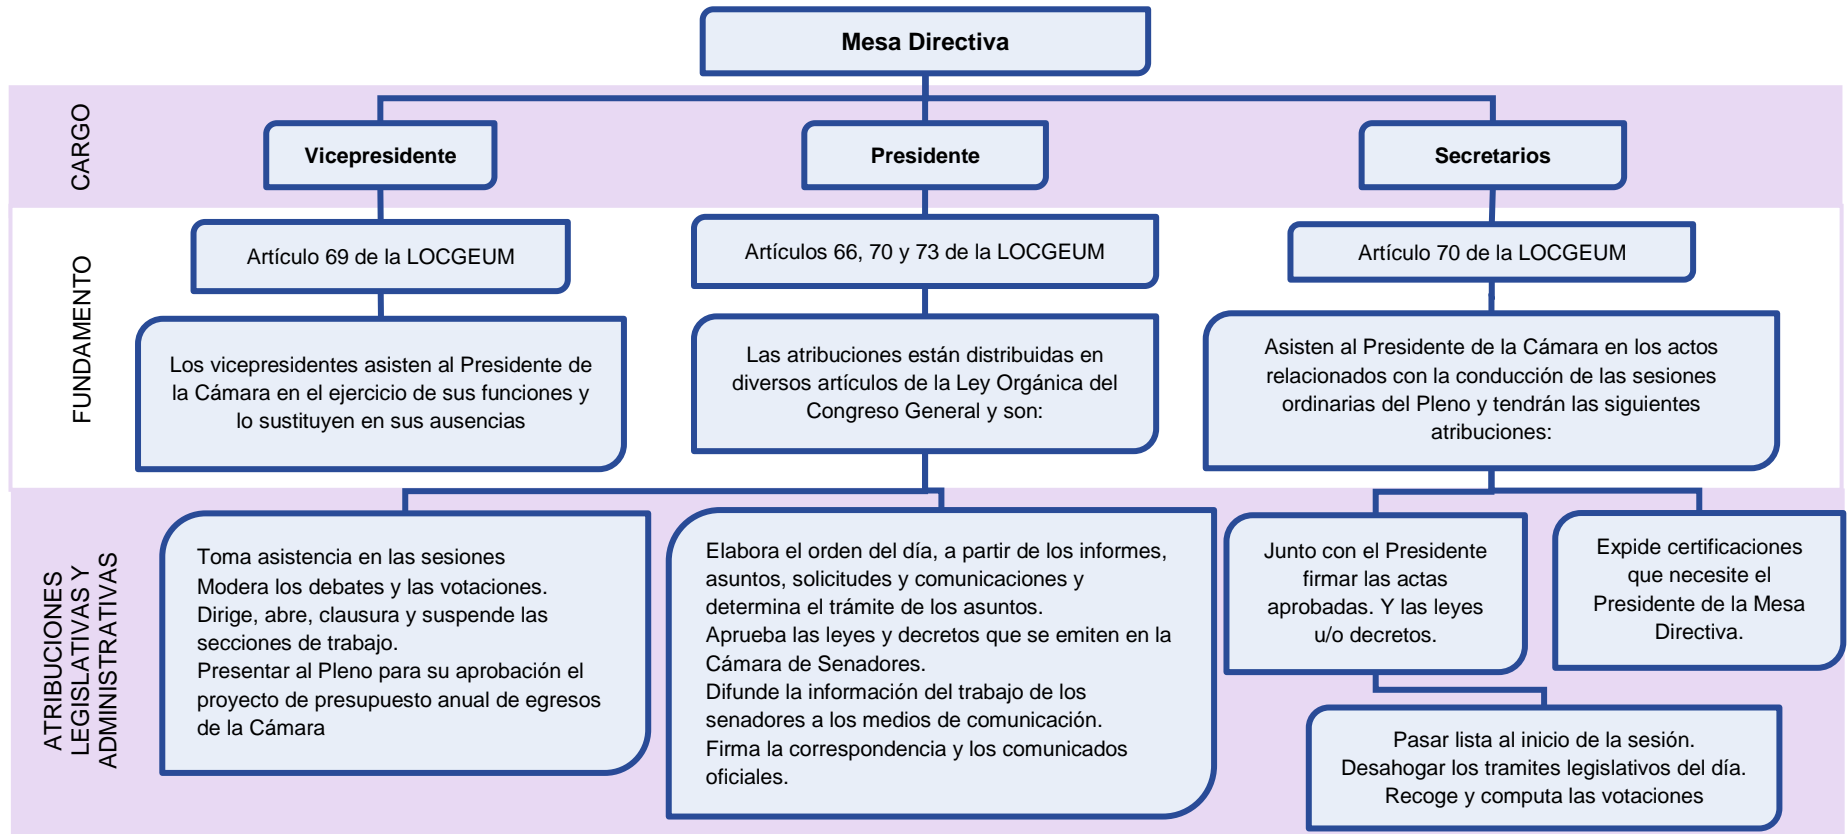 Mesa Directiva
CARGO
Vicepresidente
Presidente
Secretarios
FUNDAMENTO
Artículo 69 de la LOCGEUM
Artículos 66, 70 y 73 de la LOCGEUM
Artículo 70 de la LOCGEUM
Los vicepresidentes asisten al Presidente de
la Cámara en el ejercicio de sus funciones y
lo sustituyen en sus ausencias
Las atribuciones están distribuidas en
diversos artículos de la Ley Orgánica del
Congreso General y son:
Asisten al Presidente de la Cámara en los actos
relacionados con la conducción de las sesiones
ordinarias del Pleno y tendrán las siguientes
atribuciones:
ATRIBUCIONES
LEGISLATIVAS Y
ADMINISTRATIVAS
Toma asistencia en las sesiones
Modera los debates y las votaciones.
Dirige, abre, clausura y suspende las
secciones de trabajo.
Presentar al Pleno para su aprobación el
proyecto de presupuesto anual de egresos
de la Cámara
Elabora el orden del día, a partir de los informes,
asuntos, solicitudes y comunicaciones y
determina el trámite de los asuntos.
Aprueba las leyes y decretos que se emiten en la
Cámara de Senadores.
Difunde la información del trabajo de los
senadores a los medios de comunicación.
Firma la correspondencia y los comunicados
oficiales.
Junto con el Presidente
firmar las actas
aprobadas. Y las leyes
u/o decretos.
Expide certificaciones
que necesite el
Presidente de la Mesa
Directiva.
Pasar lista al inicio de la sesión.
Desahogar los tramites legislativos del día.
Recoge y computa las votaciones